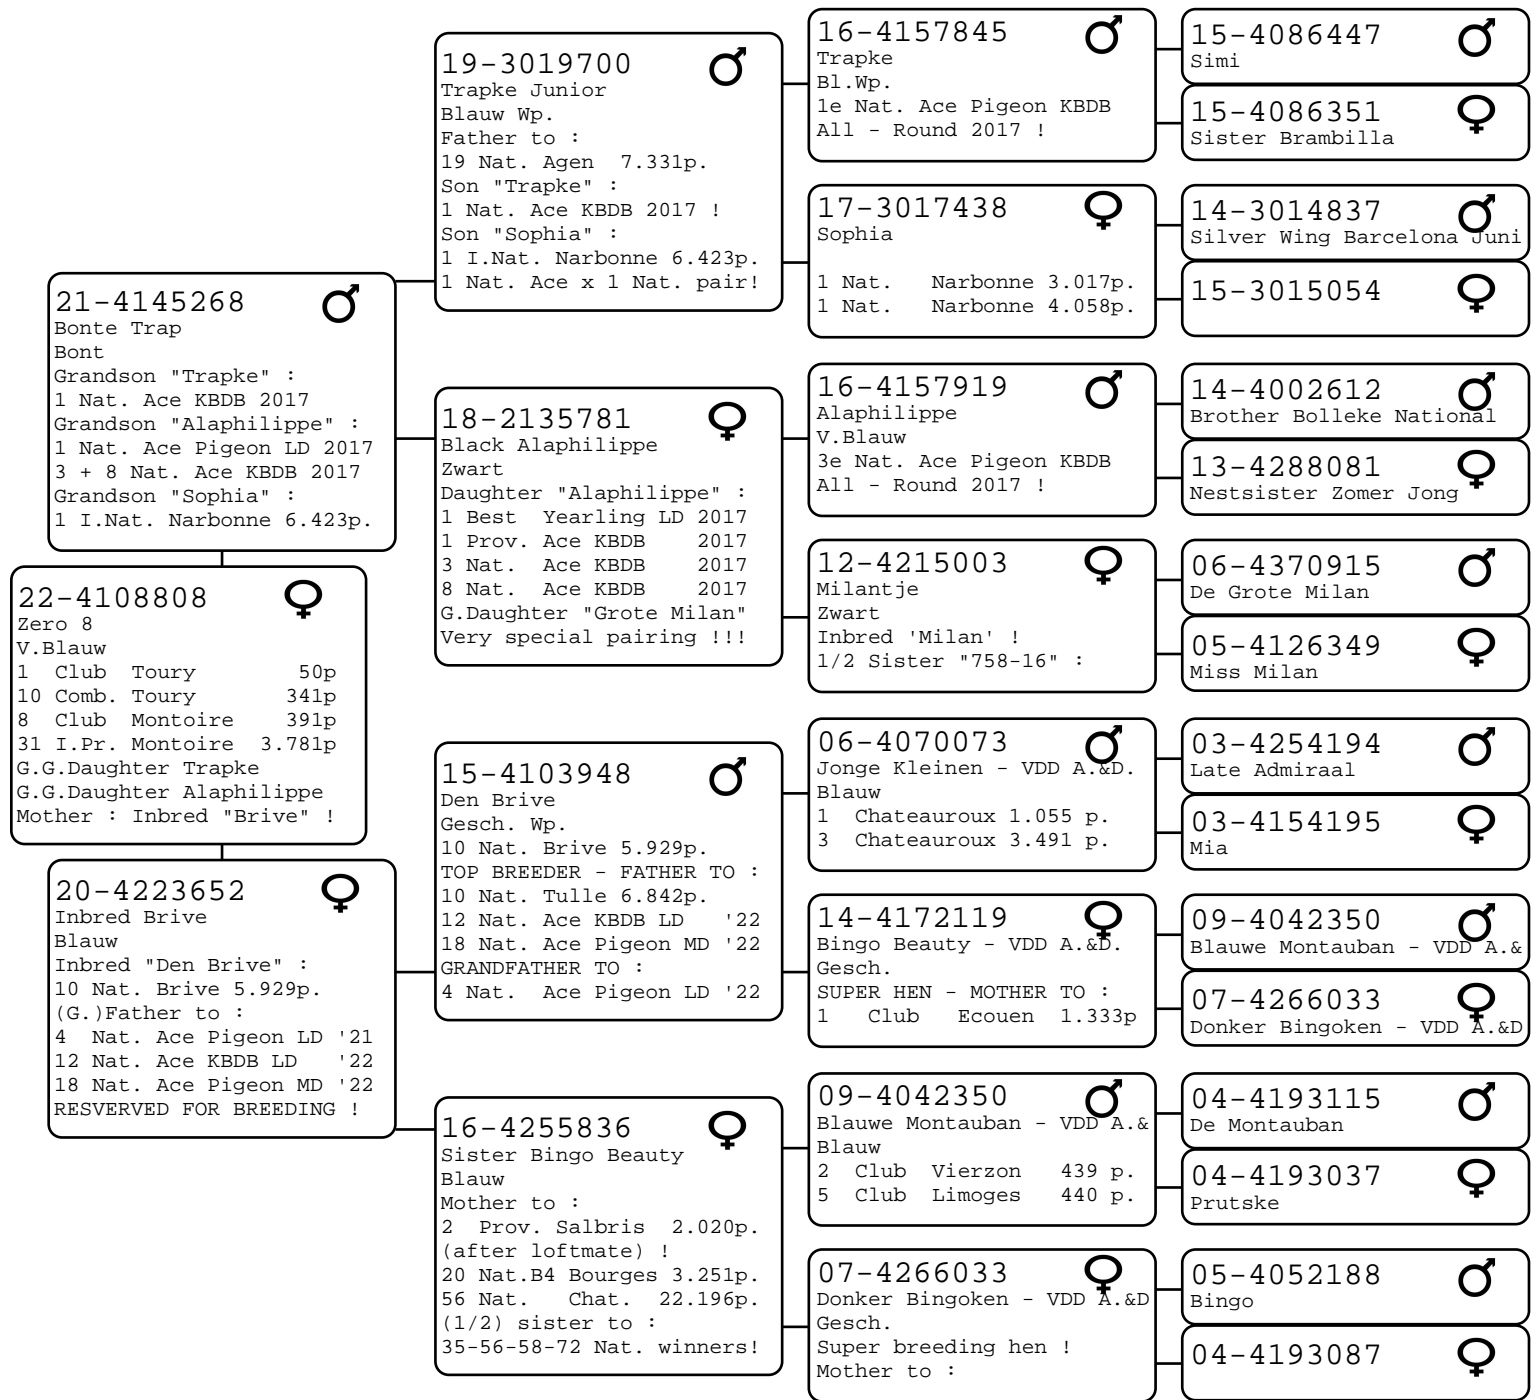 16-4157845
Trapke
Bl.Wp.
1e Nat. Ace Pigeon KBDB
All - Round 2017 !
15-4086447
Simi
15-4086351
Sister Brambilla
19-3019700
Trapke Junior
Blauw Wp.
Father to :
19 Nat. Agen  7.331p.
Son "Trapke" :
1 Nat. Ace KBDB 2017 !
Son "Sophia" :
1 I.Nat. Narbonne 6.423p.
1 Nat. Ace x 1 Nat. pair!
17-3017438
Sophia
1 Nat.   Narbonne 3.017p.
1 Nat.   Narbonne 4.058p.
14-3014837
Silver Wing Barcelona Juni
15-3015054
21-4145268
Bonte Trap
Bont
Grandson "Trapke" :
1 Nat. Ace KBDB 2017
Grandson "Alaphilippe" :
1 Nat. Ace Pigeon LD 2017
3 + 8 Nat. Ace KBDB 2017
Grandson "Sophia" :
1 I.Nat. Narbonne 6.423p.
18-2135781
Black Alaphilippe
Zwart
Daughter "Alaphilippe" :
1 Best  Yearling LD 2017
1 Prov. Ace KBDB    2017
3 Nat.  Ace KBDB    2017
8 Nat.  Ace KBDB    2017
G.Daughter "Grote Milan"
Very special pairing !!!
16-4157919
Alaphilippe
V.Blauw
3e Nat. Ace Pigeon KBDB
All - Round 2017 !
14-4002612
Brother Bolleke National
13-4288081
Nestsister Zomer Jong
12-4215003
Milantje
Zwart
Inbred 'Milan' !
1/2 Sister "758-16" :
06-4370915
De Grote Milan
05-4126349
Miss Milan
22-4108808
Zero 8
V.Blauw
1  Club  Toury       50p
10 Comb. Toury      341p
8  Club  Montoire   391p
31 I.Pr. Montoire 3.781p
G.G.Daughter Trapke
G.G.Daughter Alaphilippe
Mother : Inbred "Brive" !
15-4103948
Den Brive
Gesch. Wp.
10 Nat. Brive 5.929p.
TOP BREEDER - FATHER TO :
10 Nat. Tulle 6.842p.
12 Nat. Ace KBDB LD   '22
18 Nat. Ace Pigeon MD '22
GRANDFATHER TO :
4 Nat.  Ace Pigeon LD '22
06-4070073
Jonge Kleinen - VDD A.&D.
Blauw
1  Chateauroux 1.055 p.
3  Chateauroux 3.491 p.
03-4254194
Late Admiraal
03-4154195
Mia
14-4172119
Bingo Beauty - VDD A.&D.
Gesch.
SUPER HEN - MOTHER TO :
1   Club   Ecouen  1.333p
09-4042350
Blauwe Montauban - VDD A.&
07-4266033
Donker Bingoken - VDD A.&D
20-4223652
Inbred Brive
Blauw
Inbred "Den Brive" :
10 Nat. Brive 5.929p.
(G.)Father to :
4  Nat. Ace Pigeon LD '21
12 Nat. Ace KBDB LD   '22
18 Nat. Ace Pigeon MD '22
RESVERVED FOR BREEDING !
16-4255836
Sister Bingo Beauty
Blauw
Mother to :
2  Prov. Salbris  2.020p.
(after loftmate) !
20 Nat.B4 Bourges 3.251p.
56 Nat.   Chat.  22.196p.
(1/2) sister to :
35-56-58-72 Nat. winners!
09-4042350
Blauwe Montauban - VDD A.&
Blauw
2  Club  Vierzon   439 p.
5  Club  Limoges   440 p.
04-4193115
De Montauban
04-4193037
Prutske
07-4266033
Donker Bingoken - VDD A.&D
Gesch.
Super breeding hen !
Mother to :
05-4052188
Bingo
04-4193087